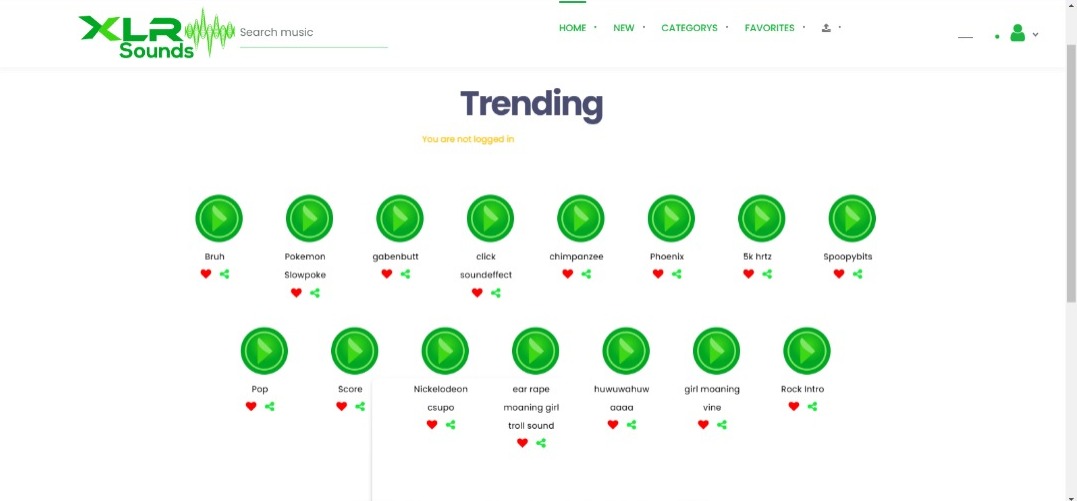 XLR
Sounds
Search music
HOME
NEW
CATEGORYS
FAVORITES
Trending
You are not logged in
Bruh
Pokemon
Slowpoke
gabenbutt
click
soundeffect
chimpanzee
Phoenix
5k hrtz
Spoopybits
Pop
Score
Nickelodeon
csupo
ear rape
moaning girl
troll sound
huwuwahuw
aaaa
girl moaning
vine
Rock Intro